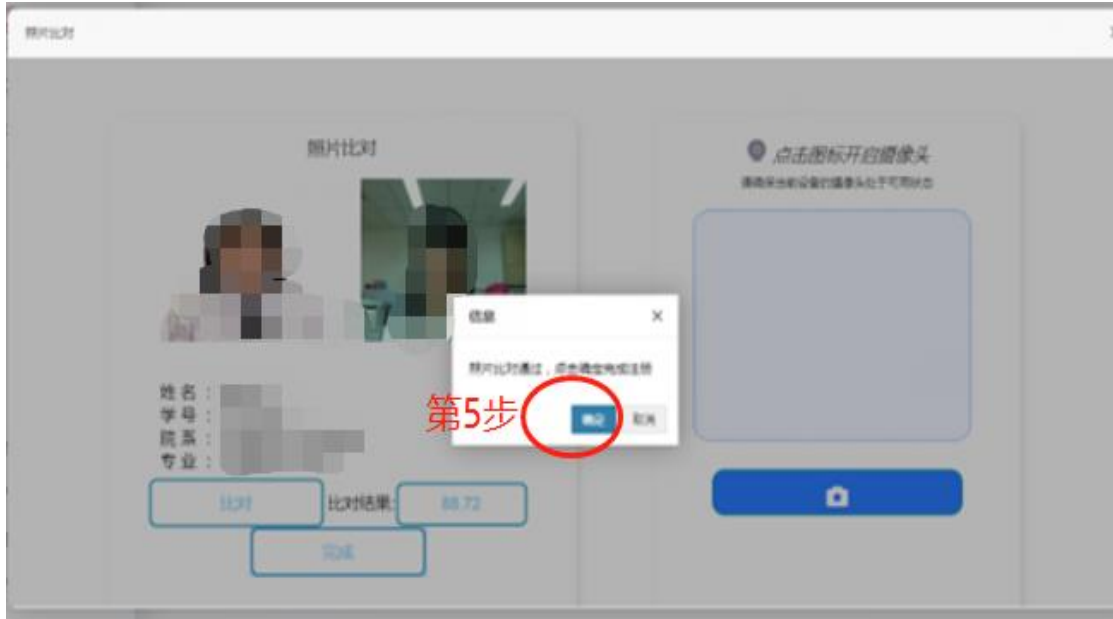 照片比对
照片比对
点击图标开启摄像头
请确保当前设备的摄像头处于可用状态
信息
照片比对通过，点击确定完成注册
第5步
确定
取消
姓名：
学号：
院系：
专业：
比对
比对结果:
88.72
完成